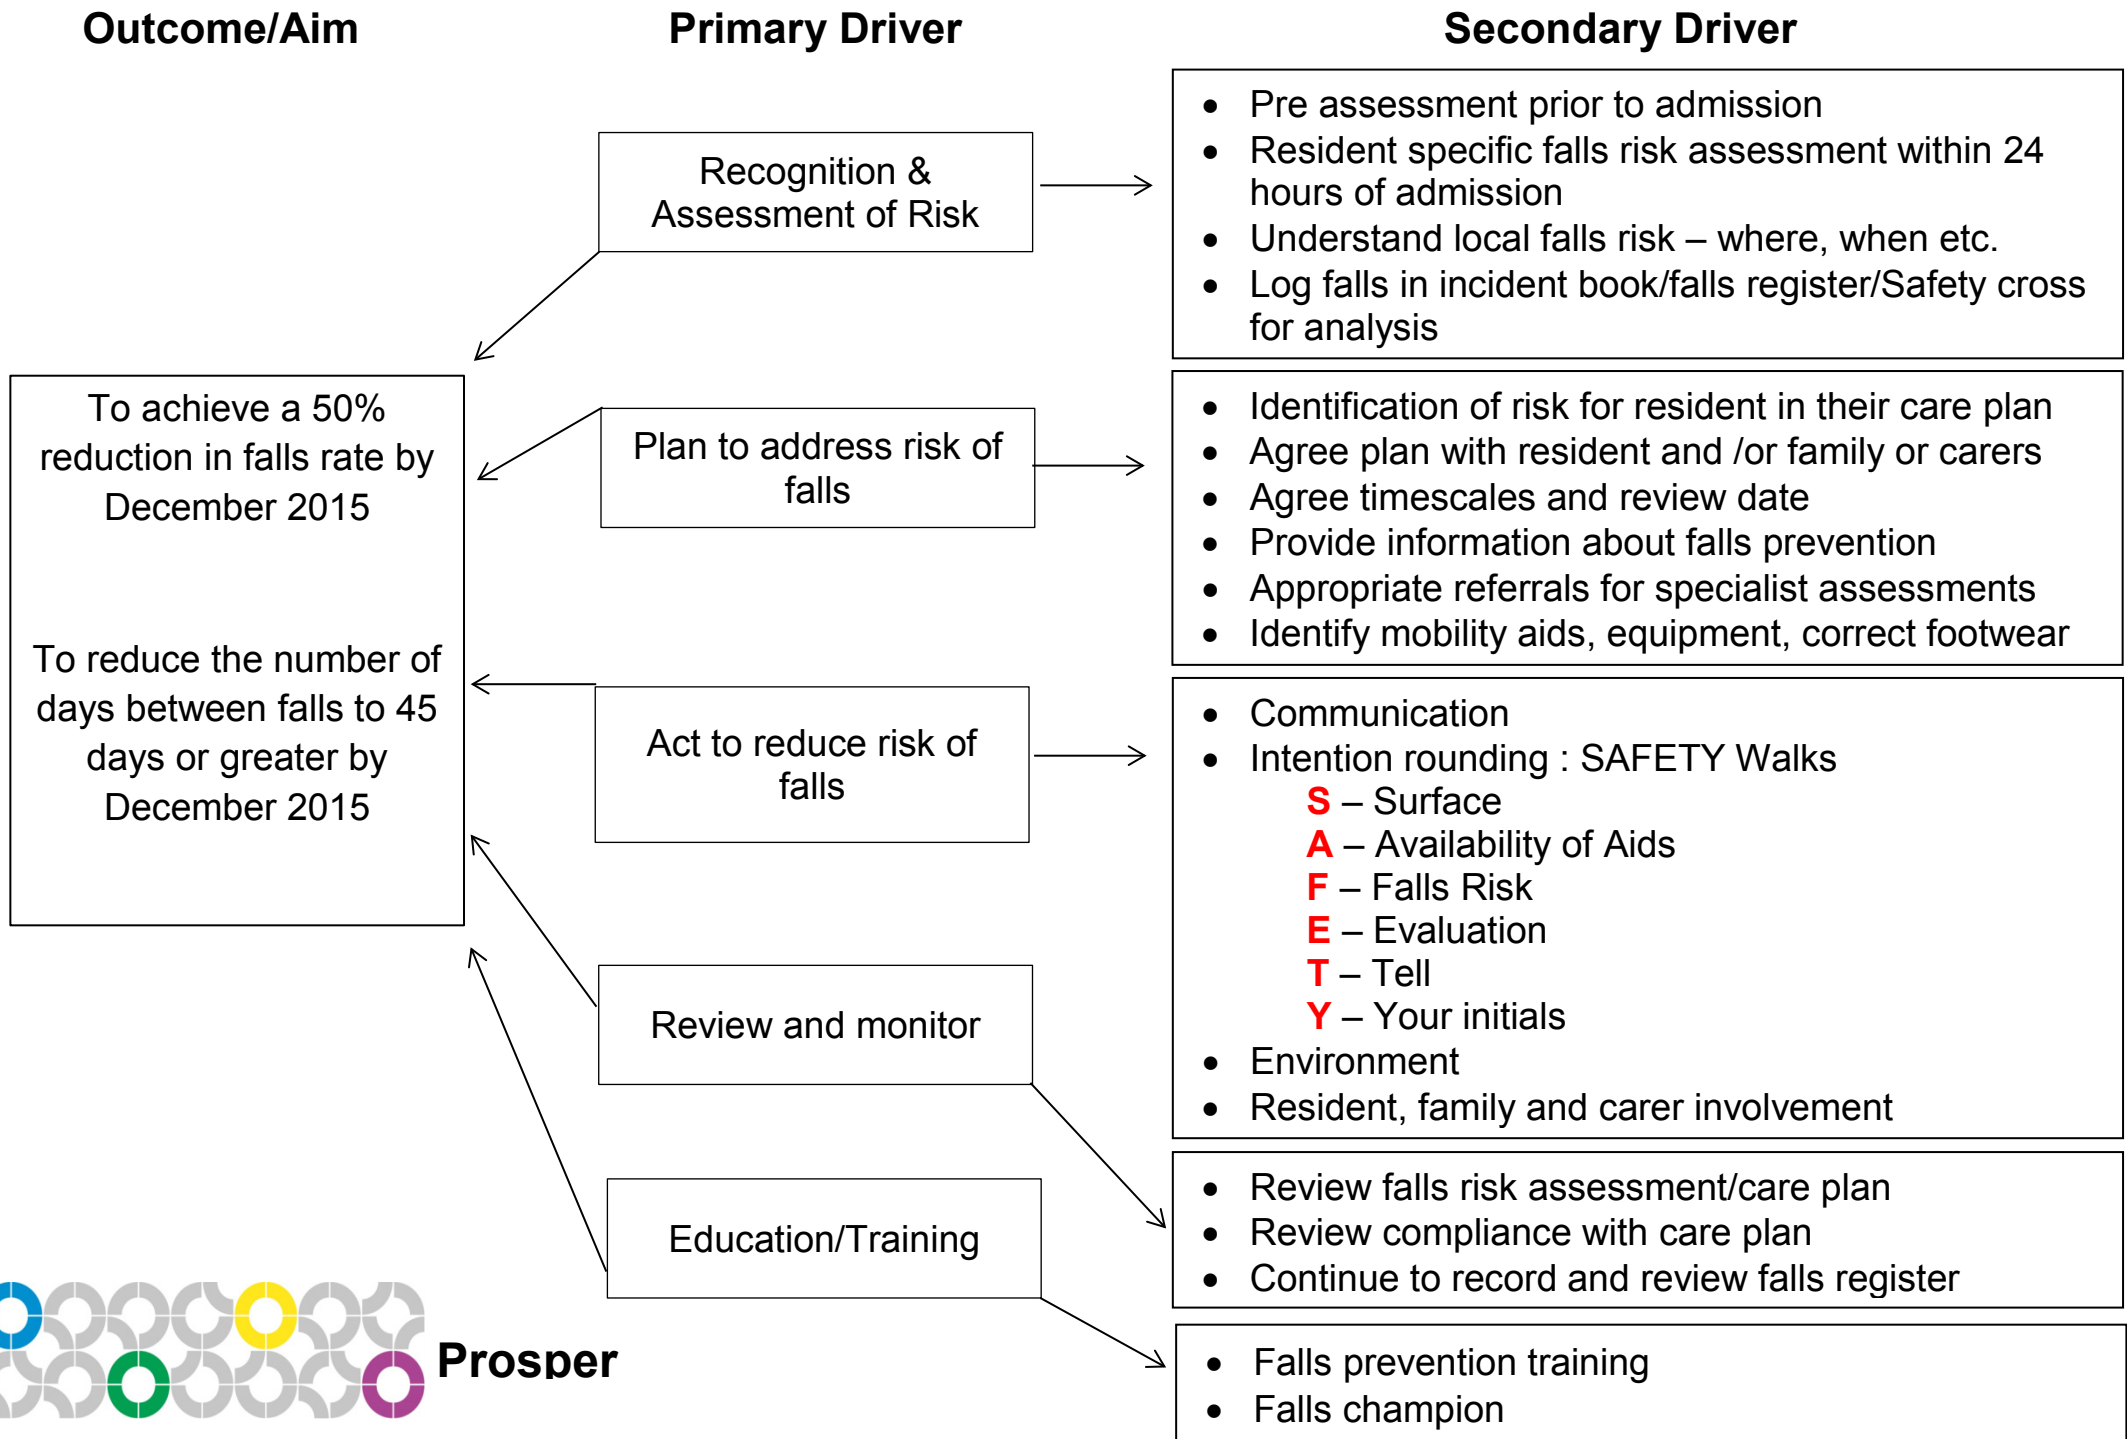 Outcome/Aim
Primary Driver
Secondary Driver
To achieve a 50%
reduction in falls rate by
December 2015
To reduce the number of
days between falls to 45
days or greater by
December 2015
Recognition &
Assessment of Risk
• Pre assessment prior to admission
• Resident specific falls risk assessment within 24
hours of admission
• Understand local falls risk – where, when etc.
• Log falls in incident book/falls register/Safety cross
for analysis
Plan to address risk of
falls
• Identification of risk for resident in their care plan
• Agree plan with resident and /or family or carers
• Agree timescales and review date
• Provide information about falls prevention
• Appropriate referrals for specialist assessments
• Identify mobility aids, equipment, correct footwear
Act to reduce risk of
falls
• Communication
• Intention rounding : SAFETY Walks
S – Surface
A – Availability of Aids
F – Falls Risk
E – Evaluation
T – Tell
Y – Your initials
• Environment
• Resident, family and carer involvement
Review and monitor
• Review falls risk assessment/care plan
• Review compliance with care plan
• Continue to record and review falls register
Education/Training
• Falls prevention training
• Falls champion
Prosper